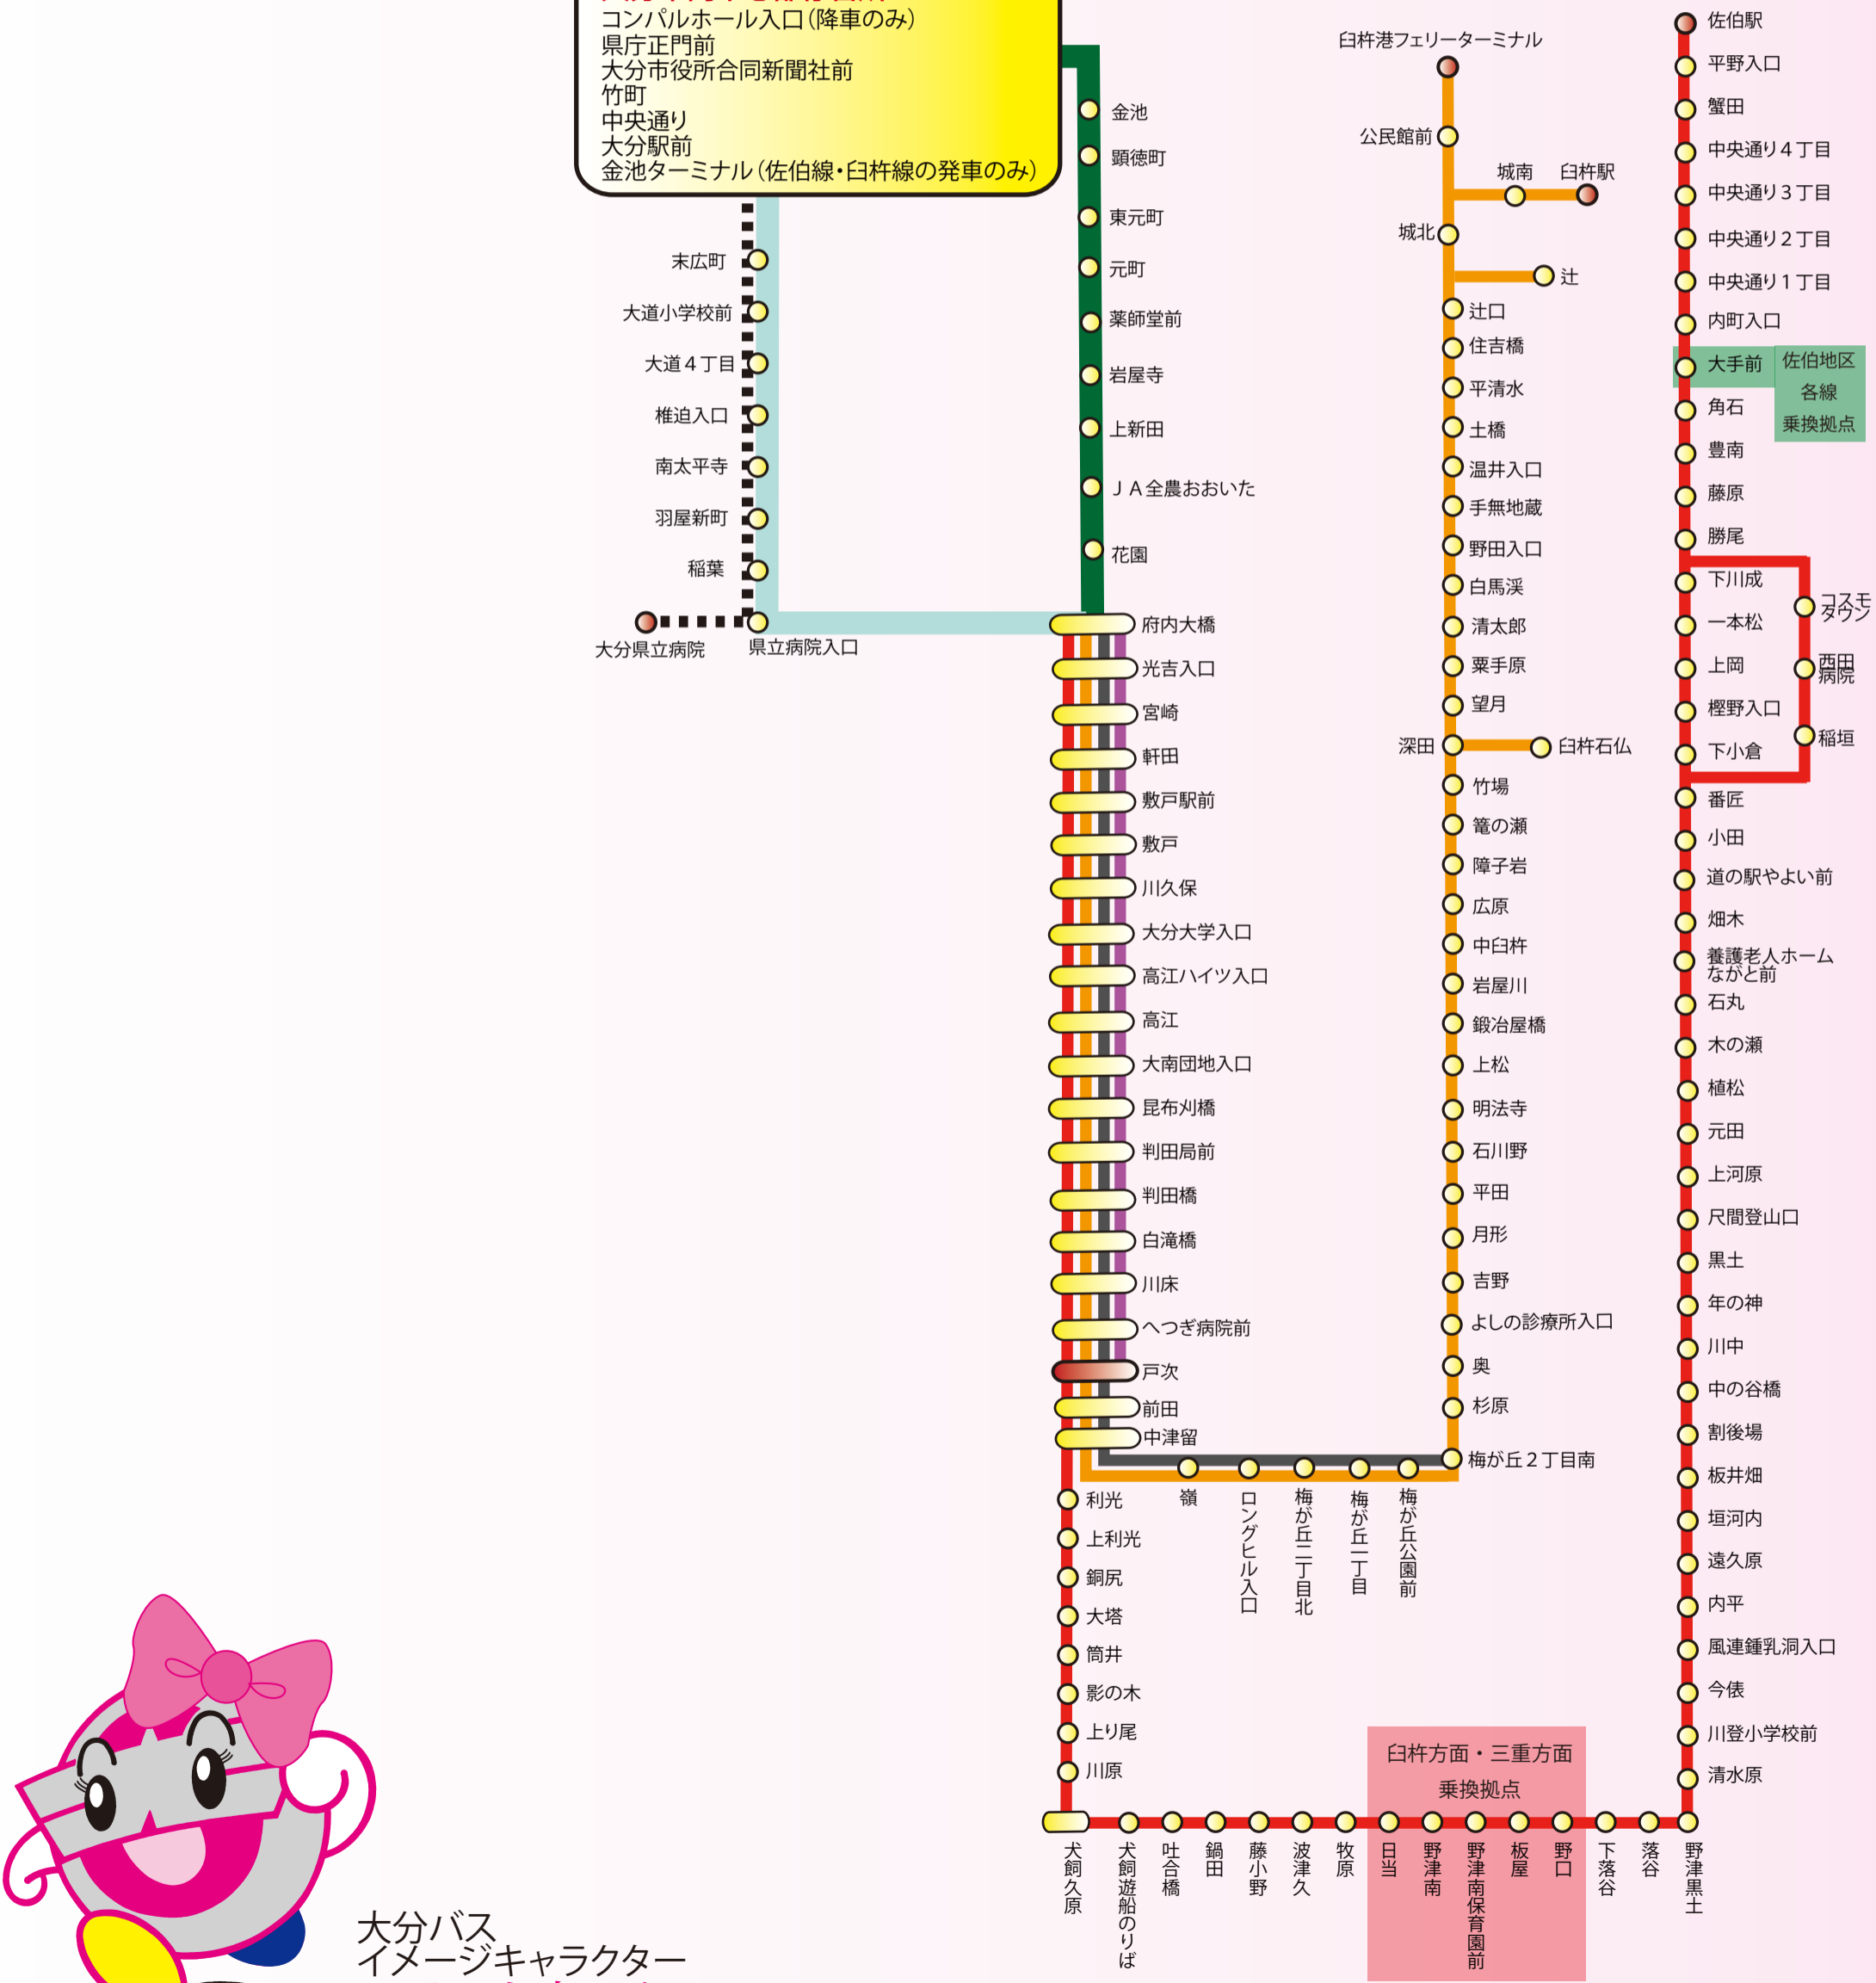 コンパルホール入口(降車のみ)
県庁正門前
大分市役所合同新聞社前
竹町
中央通り
大分駅前
金池ターミナル(佐伯線・臼杵線の発車のみ)
末広町
大道小学校前
大道4丁目
椎迫入口
南太平寺
羽屋新町
稲葉
大分県立病院
県立病院入口
金池
顕徳町
東元町
元町
薬師堂前
岩屋寺
上新田
JA全農おおいた
花園
府内大橋
光吉入口
宮崎
軒田
敷戸駅前
敷戸
川久保
大分大学入口
高江ハイツ入口
高江
大南団地入口
昆布刈橋
判田局前
判田橋
白滝橋
川床
へつぎ病院前
戸次
前田
中津留
利光
上利光
銅尻
大塔
筒井
影の木
上り尾
川原
嶺
ロングヒル入口
梅が丘二丁目北
梅が丘一丁目
梅が丘公園前
臼杵港フェリーターミナル
公民館前
城南
臼杵駅
城北
辻
辻口
住吉橋
平清水
土橋
温井入口
手無地蔵
野田入口
白馬渓
清太郎
粟手原
望月
深田
臼杵石仏
竹場
篭の瀬
障子岩
広原
中臼杵
岩屋川
鍛冶屋橋
上松
明法寺
石川野
平田
月形
吉野
よしの診療所入口
奥
杉原
梅が丘2丁目南
佐伯駅
平野入口
蟹田
中央通り4丁目
中央通り3丁目
中央通り2丁目
中央通り1丁目
内町入口
大手前
佐伯地区
各線
乗換拠点
角石
豊南
藤原
勝尾
下川成
コスモ
タウン
一本松
上岡
西田
病院
樫野入口
稲垣
下小倉
番匠
小田
道の駅やよい前
畑木
養護老人ホーム
ながと前
石丸
木の瀬
植松
元田
上河原
尺間登山口
黒土
年の神
川中
中の谷橋
割後場
板井畑
垣河内
遠久原
内平
風連鍾乳洞入口
今俵
川登小学校前
清水原
臼杵方面・三重方面
乗換拠点
犬飼久原
犬飼遊船のりば
吐合橋
鍋田
藤小野
波津久
牧原
日当
野津南
野津南保育園前
板屋
野口
下落谷
落谷
野津黒土
大分バス
イメージキャラクター